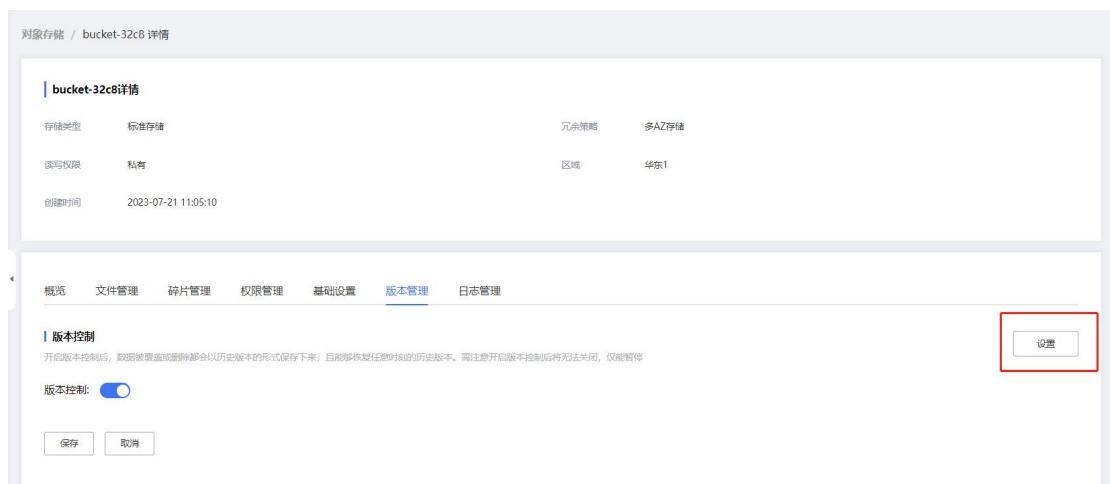 对象存储 / bucket-32c8 详情
bucket-32c8详情
存储类型 标准存储 冗余策略 多AZ存储
读写权限 私有 区域 华东1
创建时间 2023-07-21 11:05:10
概览 文件管理 碎片管理 权限管理 基础设置 版本管理 日志管理
版本控制
设置
开启版本控制后，数据被覆盖或删除都会以历史版本的形式保存下来，且能够恢复任意时刻的历史版本。需注意开启版本控制后将无法关闭，仅能暂停
版本控制:
保存 取消